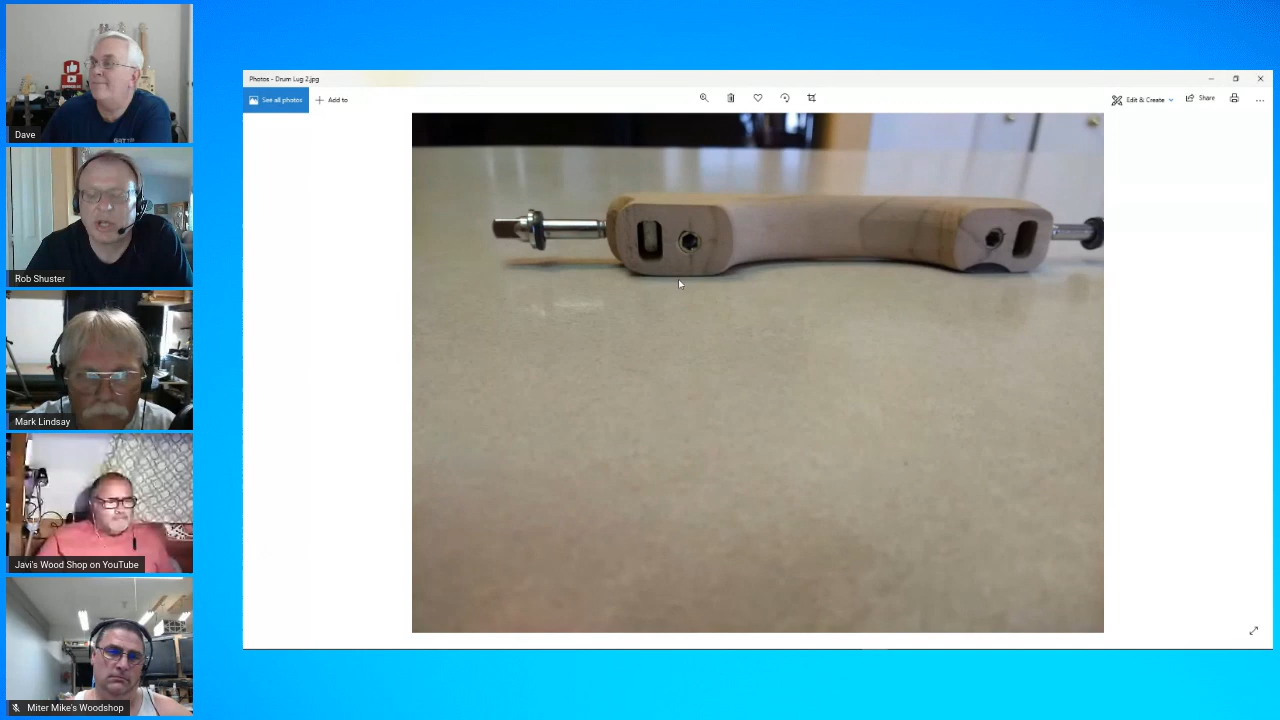 Dave
Rob Shuster
Mark Lindsay
Javi's Wood Shop on YouTube
Miter Mike's Woodshop
Photos - Drum Lug 2.jpg
See all photos
Add to
Edit & Create
Share